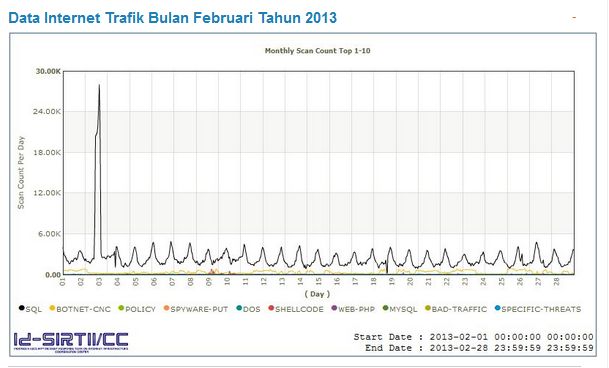 Data Internet Trafik Bulan Februari Tahun 2013
Monthly Scan Count Top 1-10
Scan Count Per Day
30.00K
24.00K
18.00K
12.00K
6.00K
0.00
01 02 03 04 05 06 07 08 09 10 11 12 13 14 15 16 17 18 19 20 21 22 23 24 25 26 27 28
( Day )
SQL BOTNET-CNC POLICY SPYWARE-PUT DOS SHELLCODE WEB-PHP MYSQL BAD-TRAFFIC SPECIFIC-THREATS
Id-SIRTII/CC
Start Date : 2013-02-01 00:00:00 00:00:00
End Date : 2013-02-28 23:59:59 23:59:59